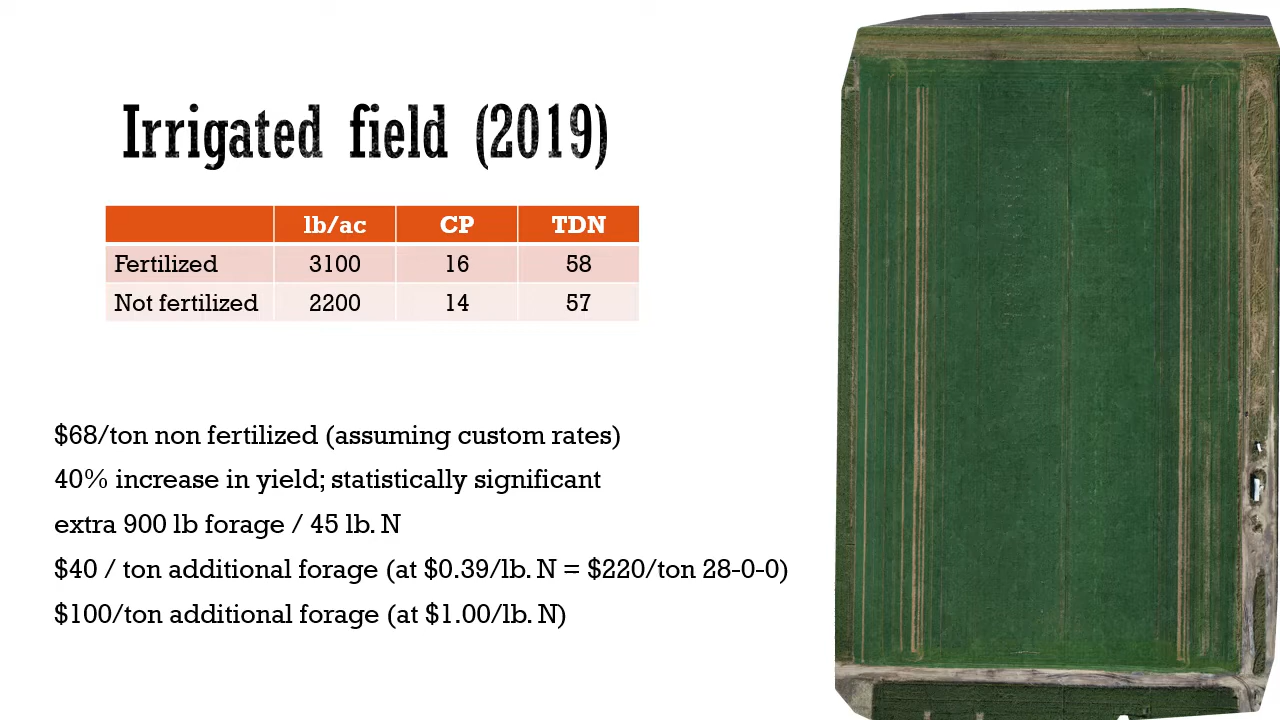 Irrigated field (2019)
lb/ac CP TDN
Fertilized 3100 16 58
Not fertilized 2200 14 57
$68/ton non fertilized (assuming custom rates)
40% increase in yield; statistically significant
extra 900 lb forage / 45 lb. N
$40 / ton additional forage (at $0.39/lb. N = $220/ton 28-0-0)
$100/ton additional forage (at $1.00/lb. N)